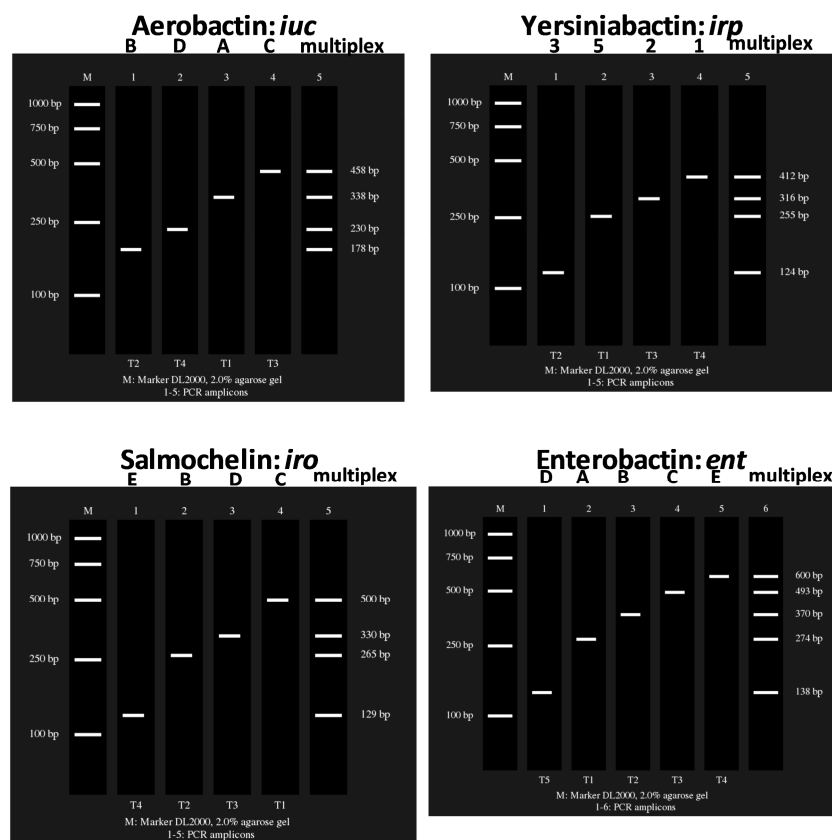 Aerobactin: iuc
B D A C multiplex
M 1 2 3 4 5
1000 bp
750 bp
500 bp
458 bp
338 bp
250 bp
230 bp
178 bp
100 bp
T2 T4 T1 T3
M: Marker DL2000, 2.0% agarose gel
1-5: PCR amplicons
Yersiniabactin: irp
3 5 2 1 multiplex
M 1 2 3 4 5
1000 bp
750 bp
500 bp
412 bp
316 bp
250 bp
255 bp
124 bp
100 bp
T2 T1 T3 T4
M: Marker DL2000, 2.0% agarose gel
1-5: PCR amplicons
Salmochelin: iro
E B D C multiplex
M 1 2 3 4 5
1000 bp
750 bp
500 bp 500 bp
330 bp
250 bp 265 bp
129 bp
100 bp
T4 T2 T3 T1
M: Marker DL2000, 2.0% agarose gel
1-5: PCR amplicons
Enterobactin: ent
D A B C E multiplex
M 1 2 3 4 5 6
1000 bp
750 bp
600 bp
500 bp 493 bp
370 bp
250 bp 274 bp
138 bp
100 bp
T5 T1 T2 T3 T4
M: Marker DL2000, 2.0% agarose gel
1-6: PCR amplicons